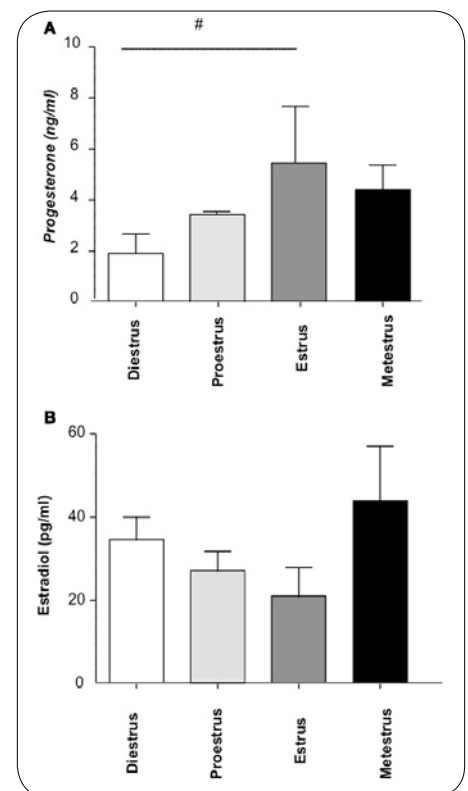 A
#
10
8
6
4
2
0
Progesterone (ng/ml)
Diestrus
Proestrus
Estrus
Metestrus
B
60
40
20
0
Estradiol (pg/ml)
Diestrus
Proestrus
Estrus
Metestrus